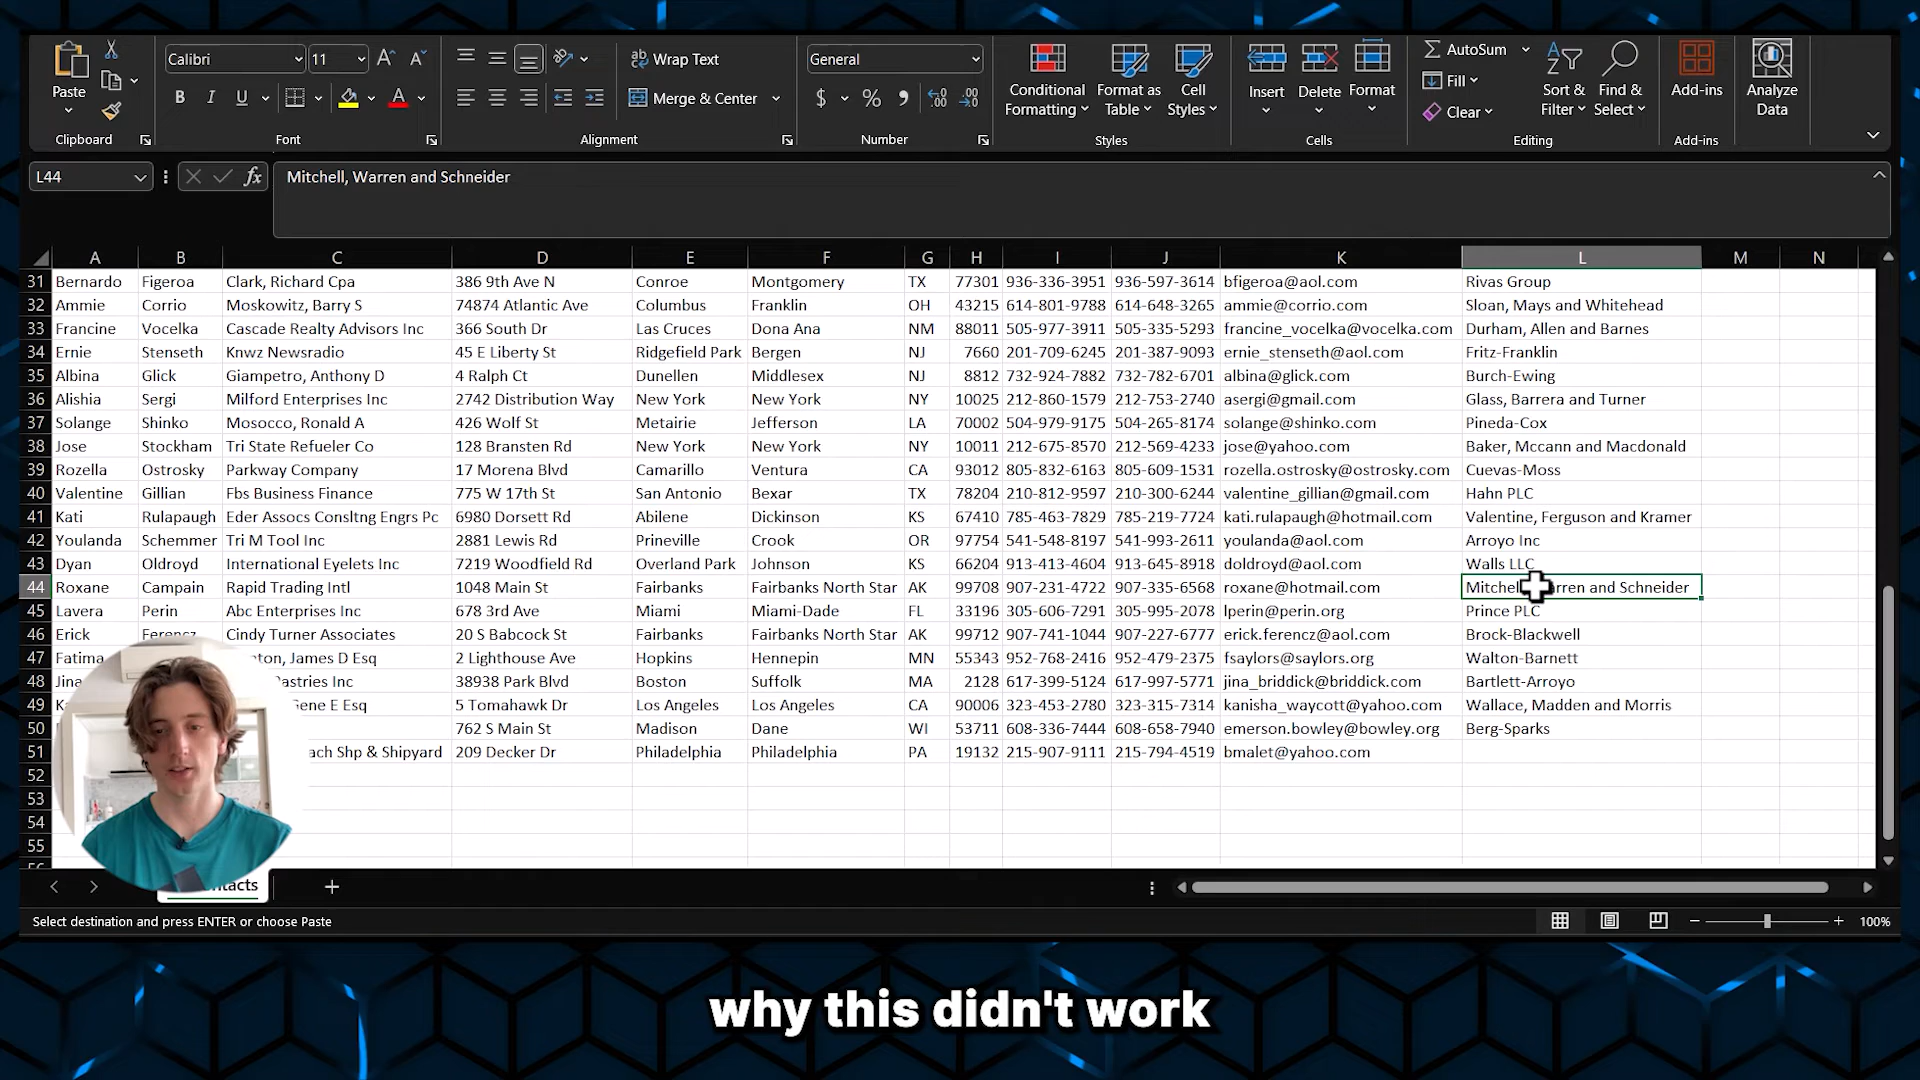 Paste
Clipboard
Calibri 11
B I U
Font
ab Wrap Text
Merge & Center
Alignment
General
$ % 9
Number
Conditional Formatting
Format as Table
Cell Styles
Styles
Insert
Delete
Format
Cells
AutoSum
Fill
Clear
Sort & Filter
Find & Select
Editing
Add-ins
Add-ins
Analyze Data
L44 fx Mitchell, Warren and Schneider
A B C D E F G H I J K L M N
31 Bernardo Figeroa Clark, Richard Cpa 386 9th Ave N Conroe Montgomery TX 77301 936-336-3951 936-597-3614 bfigeroa@aol.com Rivas Group
32 Ammie Corrio Moskowitz, Barry S 74874 Atlantic Ave Columbus Franklin OH 43215 614-801-9788 614-648-3265 ammie@corrio.com Sloan, Mays and Whitehead
33 Francine Vocelka Cascade Realty Advisors Inc 366 South Dr Las Cruces Dona Ana NM 88011 505-977-3911 505-335-5293 francine_vocelka@vocelka.com Durham, Allen and Barnes
34 Ernie Stenseth Knwz Newsradio 45 E Liberty St Ridgefield Park Bergen NJ 7660 201-709-6245 201-387-9093 ernie_stenseth@aol.com Fritz-Franklin
35 Albina Glick Giampetro, Anthony D 4 Ralph Ct Dunellen Middlesex NJ 8812 732-924-7882 732-782-6701 albina@glick.com Burch-Ewing
36 Alishia Sergi Milford Enterprises Inc 2742 Distribution Way New York New York NY 10025 212-860-1579 212-753-2740 asergi@gmail.com Glass, Barrera and Turner
37 Solange Shinko Mosocco, Ronald A 426 Wolf St Metairie Jefferson LA 70002 504-979-9175 504-265-8174 solange@shinko.com Pineda-Cox
38 Jose Stockham Tri State Refueler Co 128 Bransten Rd New York New York NY 10011 212-675-8570 212-569-4233 jose@yahoo.com Baker, Mccann and Macdonald
39 Rozella Ostrosky Parkway Company 17 Morena Blvd Camarillo Ventura CA 93012 805-832-6163 805-609-1531 rozella.ostrosky@ostrosky.com Cuevas-Moss
40 Valentine Gillian Fbs Business Finance 775 W 17th St San Antonio Bexar TX 78204 210-812-9597 210-300-6244 valentine_gillian@gmail.com Hahn PLC
41 Kati Rulapaugh Eder Assocs Consltng Engrs Pc 6980 Dorsett Rd Abilene Dickinson KS 67410 785-463-7829 785-219-7724 kati.rulapaugh@hotmail.com Valentine, Ferguson and Kramer
42 Youlanda Schemmer Tri M Tool Inc 2881 Lewis Rd Prineville Crook OR 97754 541-548-8197 541-993-2611 youlanda@aol.com Arroyo Inc
43 Dyan Oldroyd International Eyelets Inc 7219 Woodfield Rd Overland Park Johnson KS 66204 913-413-4604 913-645-8918 doldroyd@aol.com Walls LLC
44 Roxane Campain Rapid Trading Intl 1048 Main St Fairbanks Fairbanks North Star AK 99708 907-231-4722 907-335-6568 roxane@hotmail.com Mitchel rren and Schneider
45 Lavera Perin Abc Enterprises Inc 678 3rd Ave Miami Miami-Dade FL 33196 305-606-7291 305-995-2078 lperin@perin.org Prince PLC
46 Erick Ferencz Cindy Turner Associates 20 S Babcock St Fairbanks Fairbanks North Star AK 99712 907-741-1044 907-227-6777 erick.ferencz@aol.com Brock-Blackwell
47 Fatima nton, James D Esq 2 Lighthouse Ave Hopkins Hennepin MN 55343 952-768-2416 952-479-2375 fsaylors@saylors.org Walton-Barnett
48 Jina Pastries Inc 38938 Park Blvd Boston Suffolk MA 2128 617-399-5124 617-997-5771 jina_briddick@briddick.com Bartlett-Arroyo
49 Ka Gene E Esq 5 Tomahawk Dr Los Angeles Los Angeles CA 90006 323-453-2780 323-315-7314 kanisha_waycott@yahoo.com Wallace, Madden and Morris
50 762 S Main St Madison Dane WI 53711 608-336-7444 608-658-7940 emerson.bowley@bowley.org Berg-Sparks
51 ach Shp & Shipyard 209 Decker Dr Philadelphia Philadelphia PA 19132 215-907-9111 215-794-4519 bmalet@yahoo.com
52
53
54
55
ntacts
Select destination and press ENTER or choose Paste
100%
why this didn't work